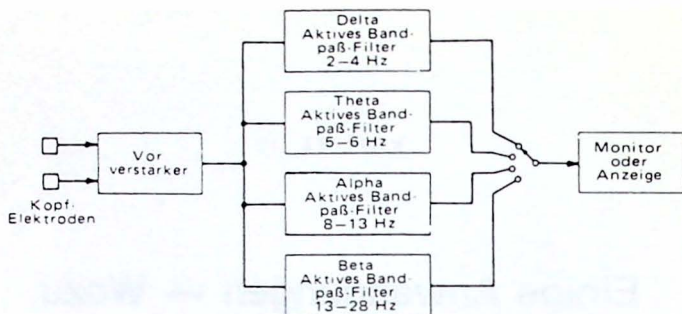 Delta
Aktives Band-
paß-Filter
2–4 Hz
Theta
Aktives Band-
paß-Filter
5–6 Hz
Vor
verstarker
Kopf-
Elektroden
Alpha
Aktives Band-
paß-Filter
8–13 Hz
Beta
Aktives Band-
paß-Filter
13–28 Hz
Monitor
oder
Anzeige